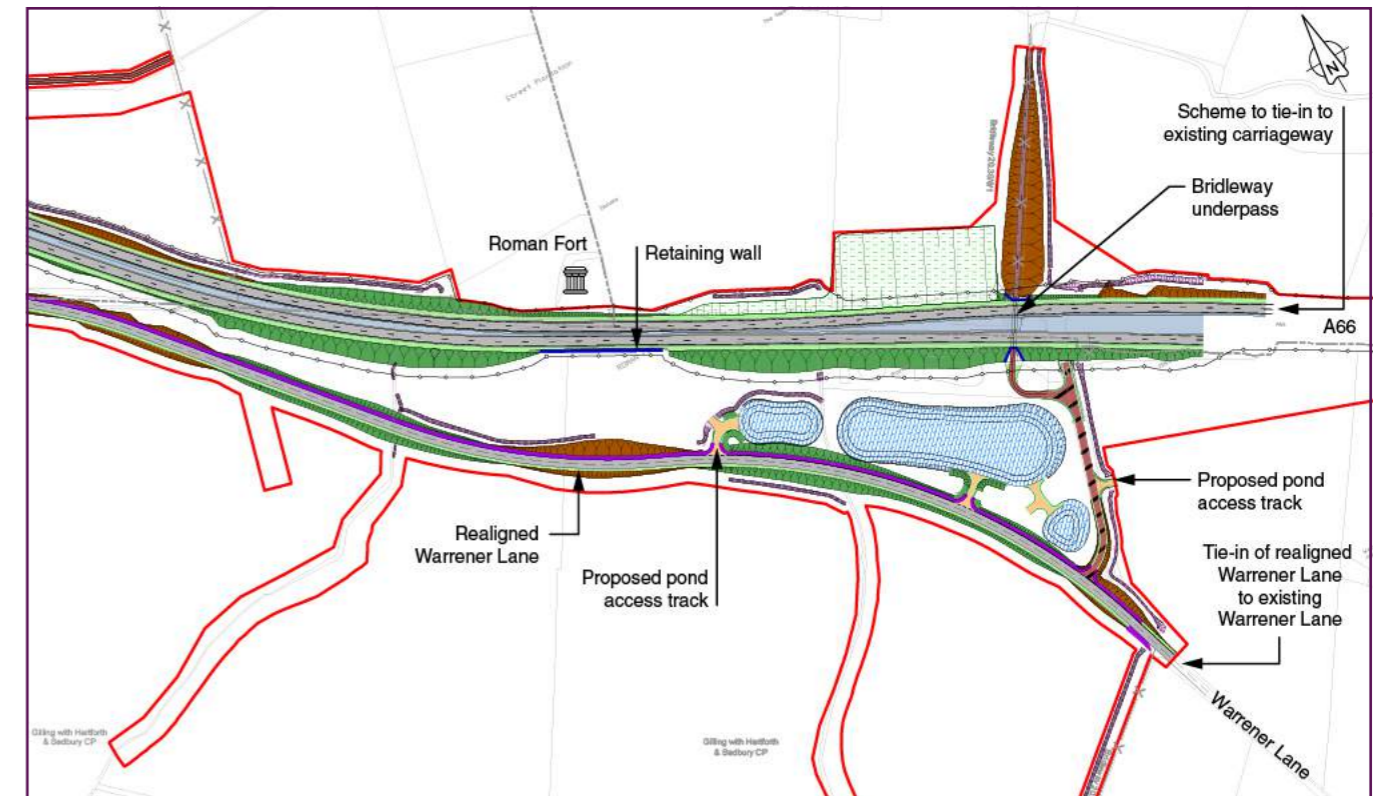 Street Plantation
N
Scheme to tie-in to
existing carriageway
Bridleway
underpass
Roman Fort
Retaining wall
A66
Realigned
Warrener Lane
Proposed pond
access track
Proposed pond
access track
Tie-in of realigned
Warrener Lane
to existing
Warrener Lane
Warrener Lane
Gilling with Hartforth
& Sedbury CP
Gilling with Hartforth
& Sedbury CP